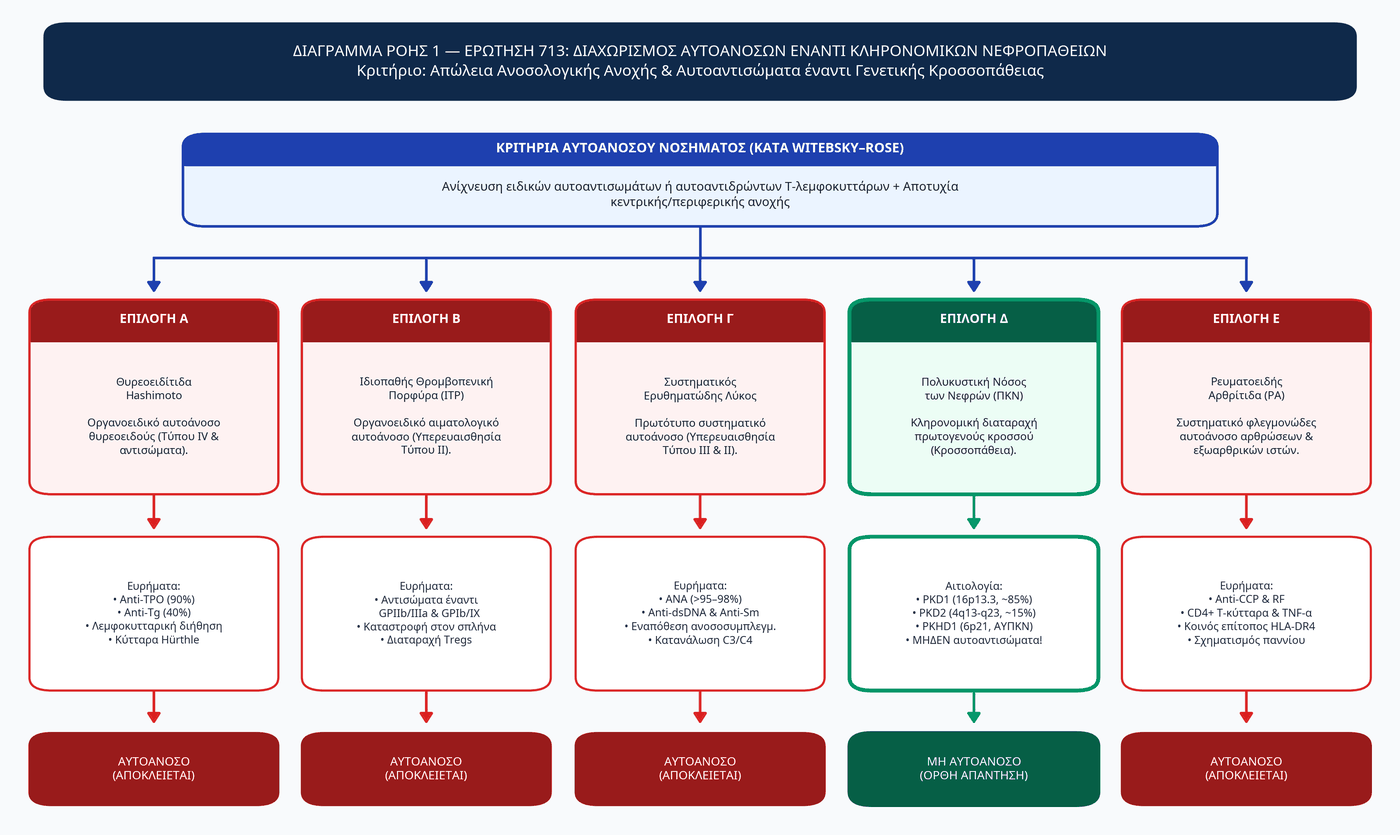 ΔΙΑΓΡΑΜΜΑ ΡΟΗΣ 1 — ΕΡΩΤΗΣΗ 713: ΔΙΑΧΩΡΙΣΜΟΣ ΑΥΤΟΑΝΟΣΩΝ ΕΝΑΝΤΙ ΚΛΗΡΟΝΟΜΙΚΩΝ ΝΕΦΡΟΠΑΘΕΙΩΝ
Κριτήριο: Απώλεια Ανοσολογικής Ανοχής & Αυτοαντισώματα έναντι Γενετικής Κροσσοπάθειας
ΚΡΙΤΗΡΙΑ ΑΥΤΟΑΝΟΣΟΥ ΝΟΣΗΜΑΤΟΣ (ΚΑΤΑ WITEBSKY–ROSE)
Ανίχνευση ειδικών αυτοαντισωμάτων ή αυτοαντιδρώντων Τ-λεμφοκυττάρων + Αποτυχία
κεντρικής/περιφερικής ανοχής
ΕΠΙΛΟΓΗ Α
Θυρεοειδίτιδα
Hashimoto
Οργανοειδικό αυτοάνοσο
θυρεοειδούς (Τύπου IV &
αντισώματα).
Ευρήματα:
• Anti-TPO (90%)
• Anti-Tg (40%)
• Λεμφοκυτταρική διήθηση
• Κύτταρα Hürthle
ΑΥΤΟΑΝΟΣΟ
(ΑΠΟΚΛΕΙΕΤΑΙ)
ΕΠΙΛΟΓΗ Β
Ιδιοπαθής Θρομβοπενική
Πορφύρα (ITP)
Οργανοειδικό αιματολογικό
αυτοάνοσο (Υπερευαισθησία
Τύπου II).
Ευρήματα:
• Αντισώματα έναντι
GPIIb/IIIa & GPIb/IX
• Καταστροφή στον σπλήνα
• Διαταραχή Tregs
ΑΥΤΟΑΝΟΣΟ
(ΑΠΟΚΛΕΙΕΤΑΙ)
ΕΠΙΛΟΓΗ Γ
Συστηματικός
Ερυθηματώδης Λύκος
Πρωτότυπο συστηματικό
αυτοάνοσο (Υπερευαισθησία
Τύπου III & II).
Ευρήματα:
• ANA (>95–98%)
• Anti-dsDNA & Anti-Sm
• Εναπόθεση ανοσοσυμπλεγμ.
• Κατανάλωση C3/C4
ΑΥΤΟΑΝΟΣΟ
(ΑΠΟΚΛΕΙΕΤΑΙ)
ΕΠΙΛΟΓΗ Δ
Πολυκυστική Νόσος
των Νεφρών (ΠΚΝ)
Κληρονομική διαταραχή
πρωτογενούς κροσσού
(Κροσσοπάθεια).
Αιτιολογία:
• PKD1 (16p13.3, ~85%)
• PKD2 (4q13-q23, ~15%)
• PKHD1 (6p21, ΑΥΠΚΝ)
• ΜΗΔΕΝ αυτοαντισώματα!
ΜΗ ΑΥΤΟΑΝΟΣΟ
(ΟΡΘΗ ΑΠΑΝΤΗΣΗ)
ΕΠΙΛΟΓΗ Ε
Ρευματοειδής
Αρθρίτιδα (ΡΑ)
Συστηματικό φλεγμονώδες
αυτοάνοσο αρθρώσεων &
εξωαρθρικών ιστών.
Ευρήματα:
• Anti-CCP & RF
• CD4+ Τ-κύτταρα & TNF-α
• Κοινός επίτοπος HLA-DR4
• Σχηματισμός παννίου
ΑΥΤΟΑΝΟΣΟ
(ΑΠΟΚΛΕΙΕΤΑΙ)